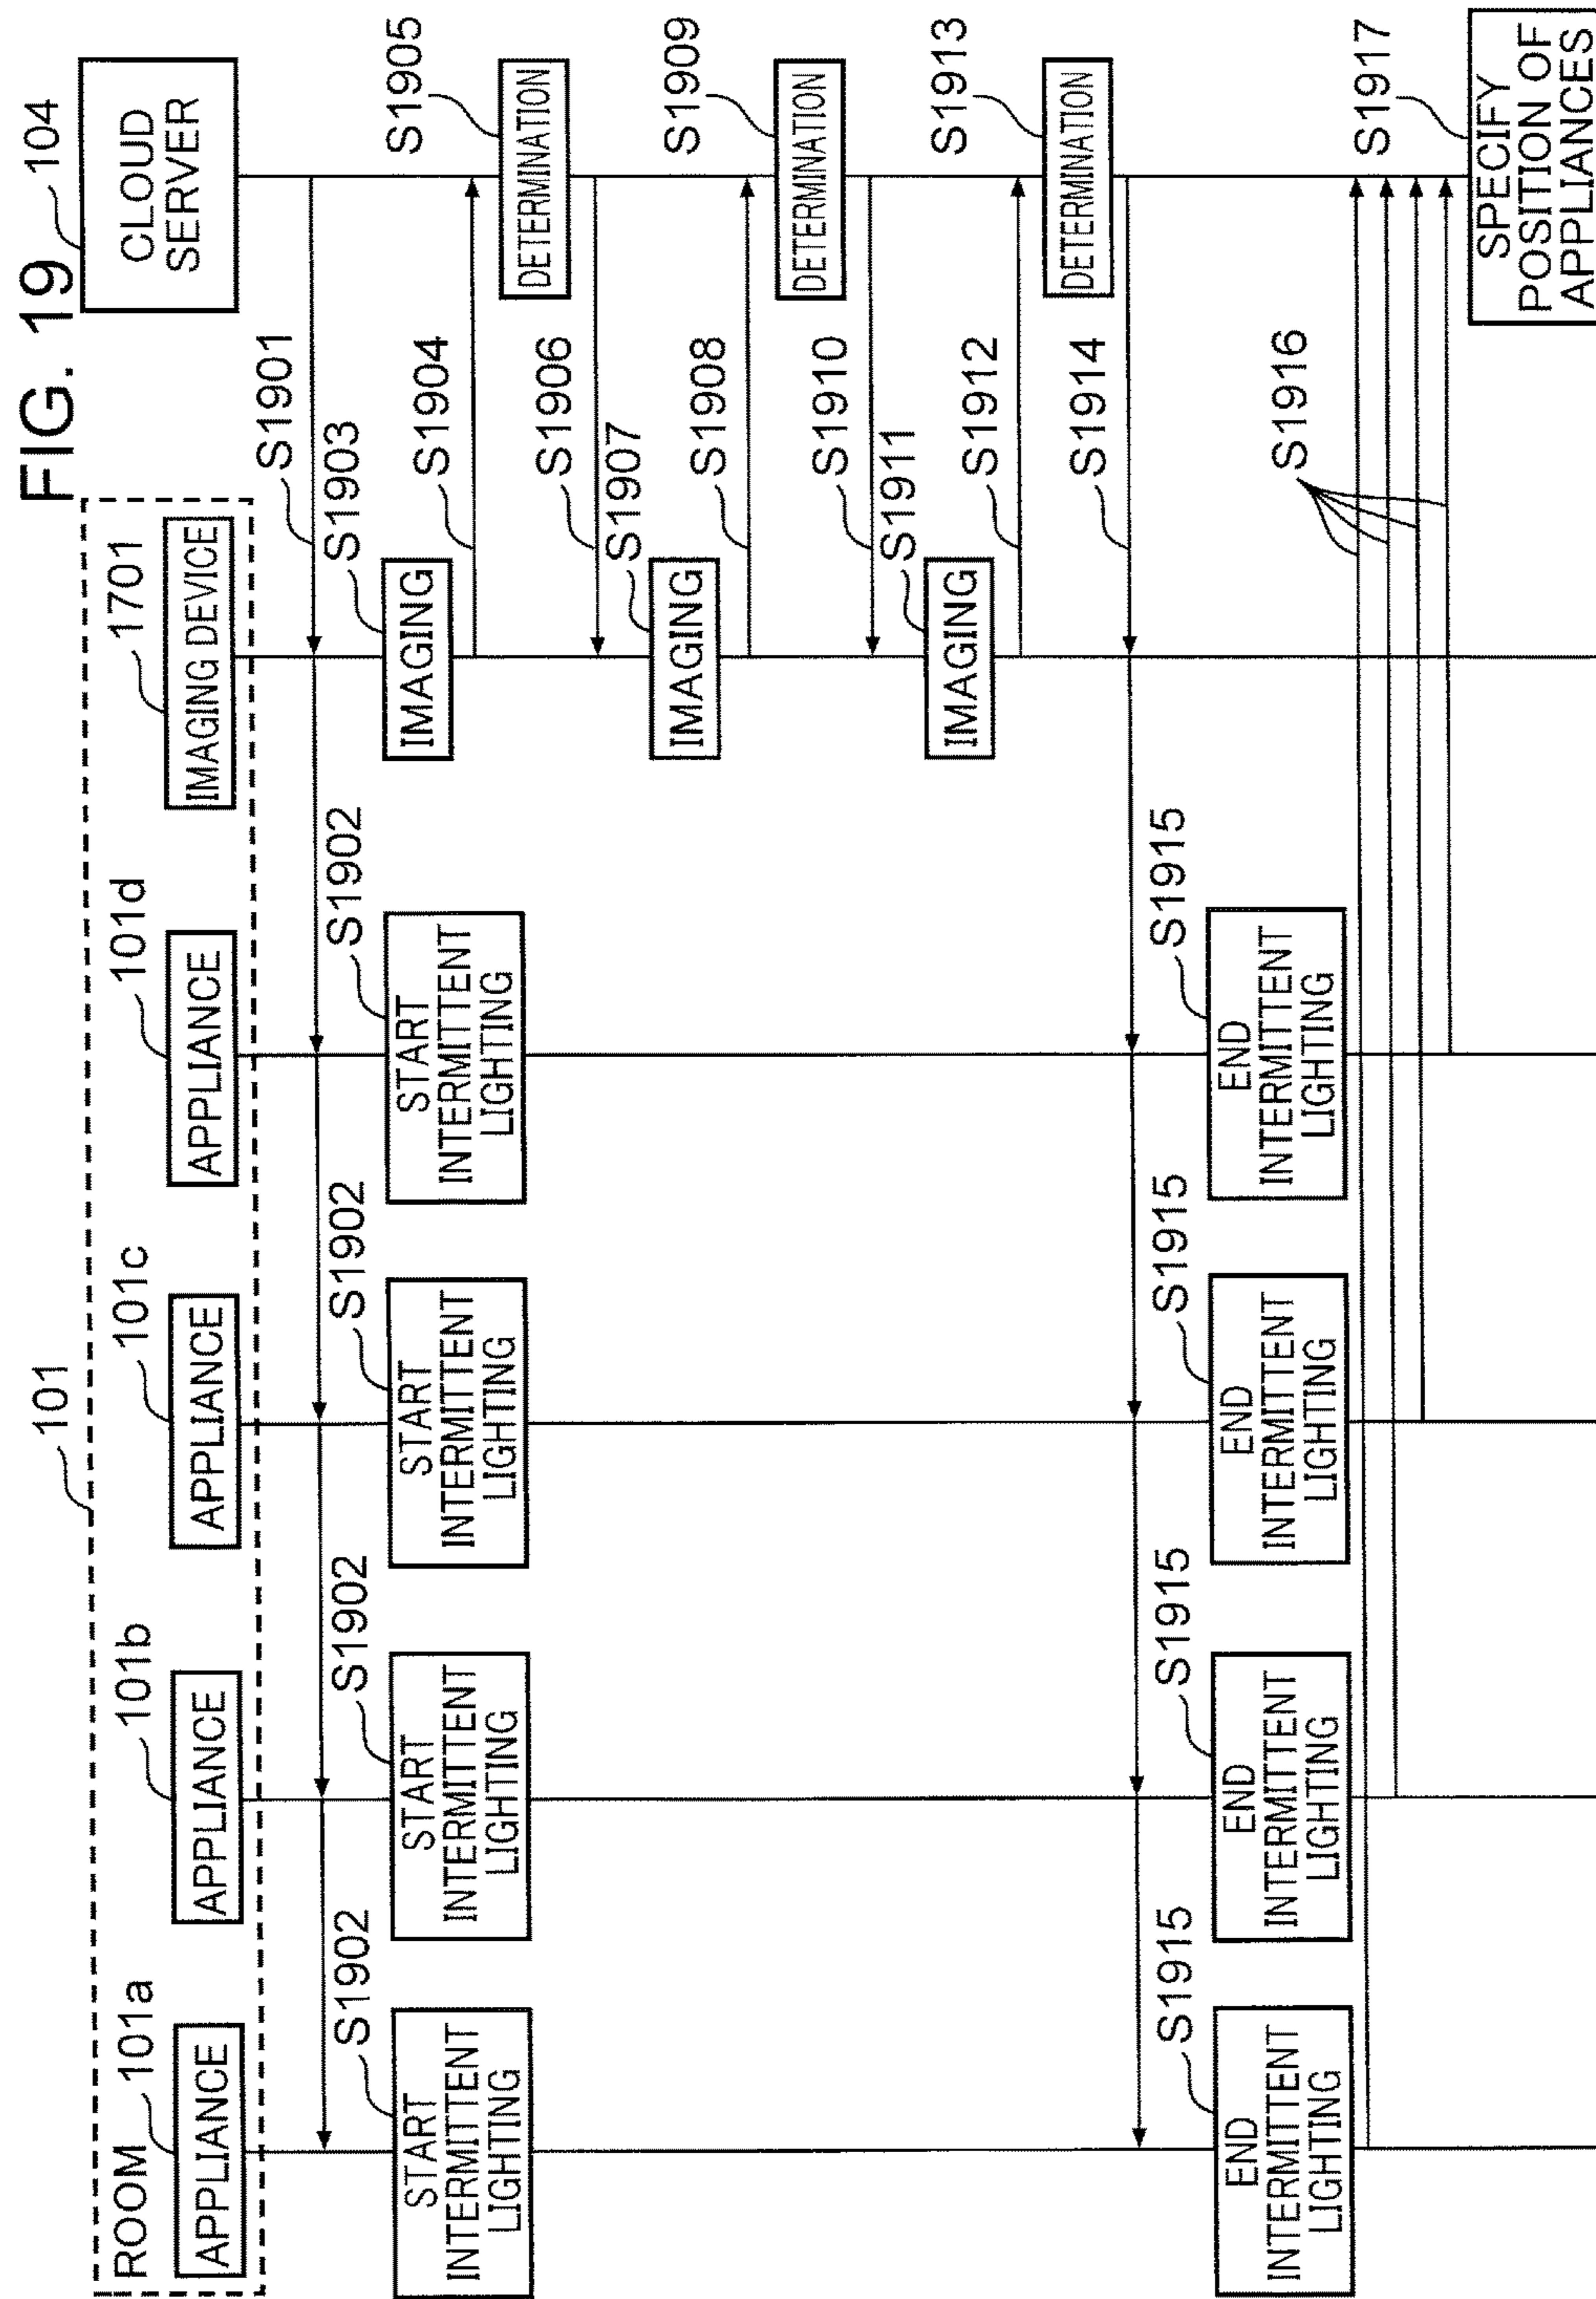 FIG. 19
101
ROOM
101a
101b
101c
101d
1701
104
APPLIANCE
APPLIANCE
APPLIANCE
APPLIANCE
IMAGING DEVICE
CLOUD
SERVER
S1901
S1902
S1902
S1902
S1902
S1903
START
INTERMITTENT
LIGHTING
START
INTERMITTENT
LIGHTING
START
INTERMITTENT
LIGHTING
START
INTERMITTENT
LIGHTING
IMAGING
S1904
S1905
DETERMINATION
S1906
S1907
IMAGING
S1908
S1909
DETERMINATION
S1910
S1911
IMAGING
S1912
S1913
DETERMINATION
S1914
S1915
S1915
S1915
S1915
END
INTERMITTENT
LIGHTING
END
INTERMITTENT
LIGHTING
END
INTERMITTENT
LIGHTING
END
INTERMITTENT
LIGHTING
S1916
S1917
SPECIFY
POSITION OF
APPLIANCES